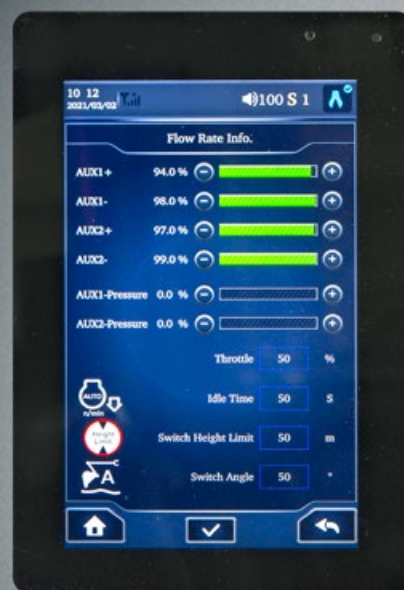 10 12
2021/03/02
100 S 1
Flow Rate Info.
AUX1+ 94.0 %
AUX1- 98.0 %
AUX2+ 97.0 %
AUX2- 99.0 %
AUX1-Pressure 0.0 %
AUX2-Pressure 0.0 %
Throttle 50 %
AUTO
n/min
Idle Time 50 S
Height
Limit
Switch Height Limit 50 m
A
Switch Angle 50 °